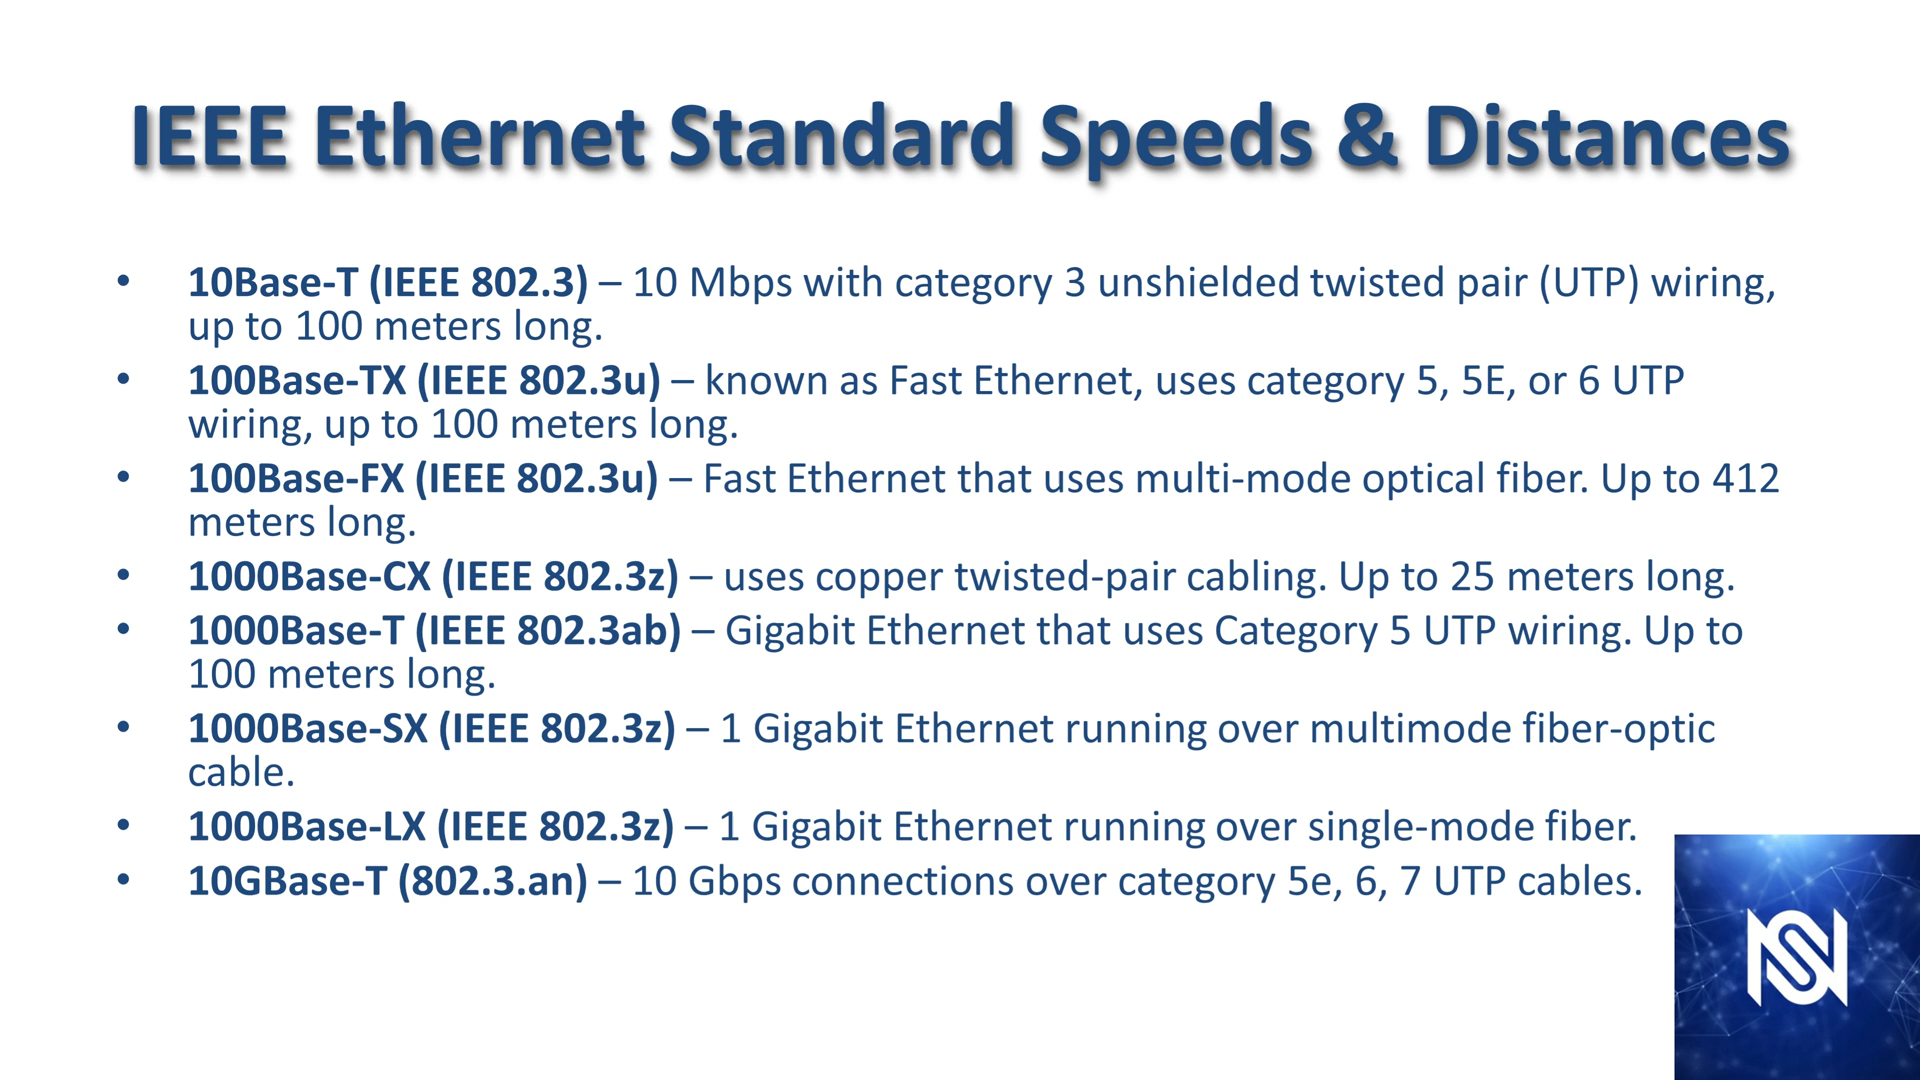 IEEE Ethernet Standard Speeds & Distances
• 10Base-T (IEEE 802.3) – 10 Mbps with category 3 unshielded twisted pair (UTP) wiring,
up to 100 meters long.
• 100Base-TX (IEEE 802.3u) – known as Fast Ethernet, uses category 5, 5E, or 6 UTP
wiring, up to 100 meters long.
• 100Base-FX (IEEE 802.3u) – Fast Ethernet that uses multi-mode optical fiber. Up to 412
meters long.
• 1000Base-CX (IEEE 802.3z) – uses copper twisted-pair cabling. Up to 25 meters long.
• 1000Base-T (IEEE 802.3ab) – Gigabit Ethernet that uses Category 5 UTP wiring. Up to
100 meters long.
• 1000Base-SX (IEEE 802.3z) – 1 Gigabit Ethernet running over multimode fiber-optic
cable.
• 1000Base-LX (IEEE 802.3z) – 1 Gigabit Ethernet running over single-mode fiber.
• 10GBase-T (802.3.an) – 10 Gbps connections over category 5e, 6, 7 UTP cables.